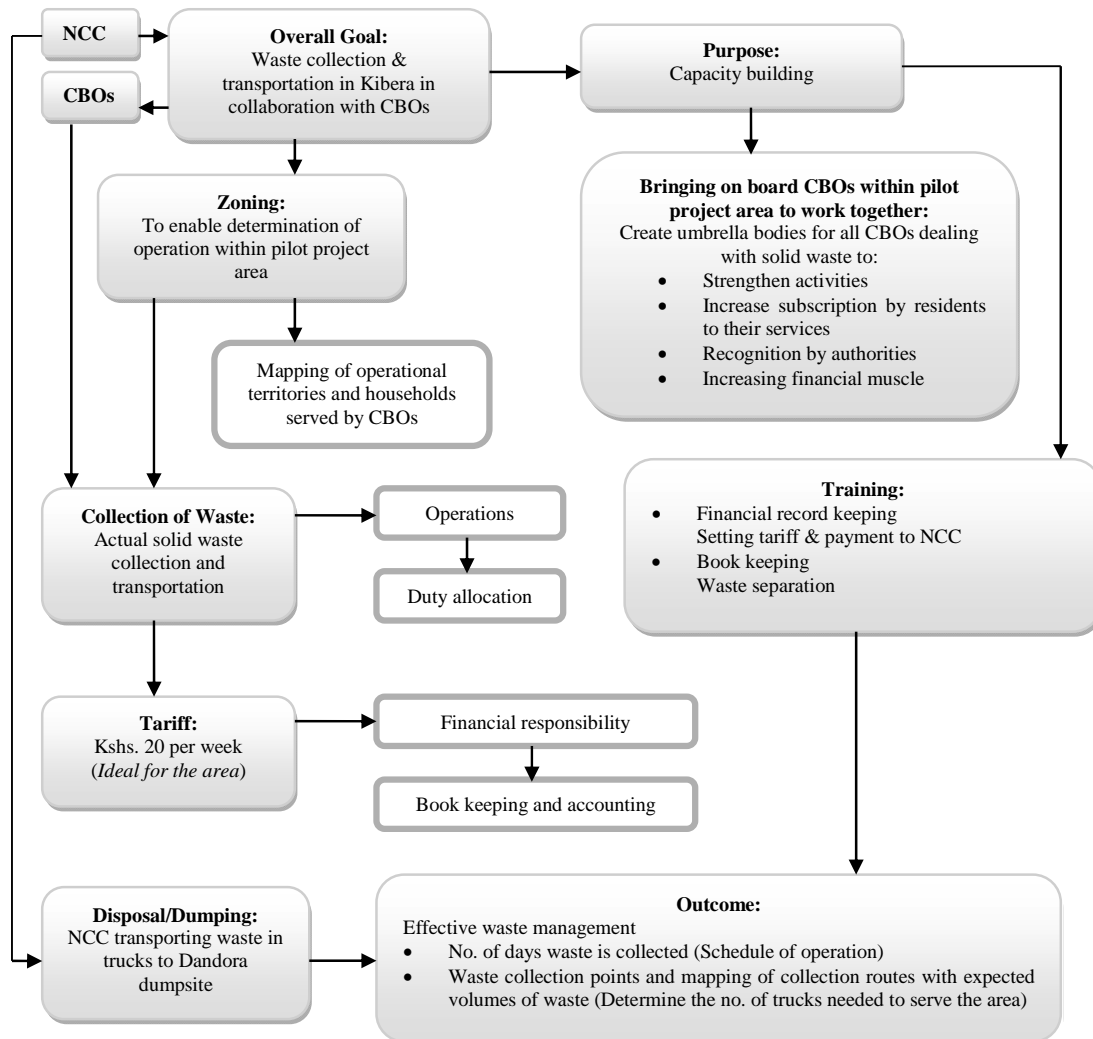 NCC
CBOs
Overall Goal:
Waste collection &
transportation in Kibera in
collaboration with CBOs
Purpose:
Capacity building
Zoning:
To enable determination of
operation within pilot project
area
Bringing on board CBOs within pilot
project area to work together:
Create umbrella bodies for all CBOs dealing
with solid waste to:
• Strengthen activities
• Increase subscription by residents
to their services
• Recognition by authorities
• Increasing financial muscle
Mapping of operational
territories and households
served by CBOs
Collection of Waste:
Actual solid waste
collection and
transportation
Operations
Duty allocation
Training:
• Financial record keeping
Setting tariff & payment to NCC
• Book keeping
Waste separation
Tariff:
Kshs. 20 per week
(Ideal for the area)
Financial responsibility
Book keeping and accounting
Disposal/Dumping:
NCC transporting waste in
trucks to Dandora
dumpsite
Outcome:
Effective waste management
• No. of days waste is collected (Schedule of operation)
• Waste collection points and mapping of collection routes with expected
volumes of waste (Determine the no. of trucks needed to serve the area)